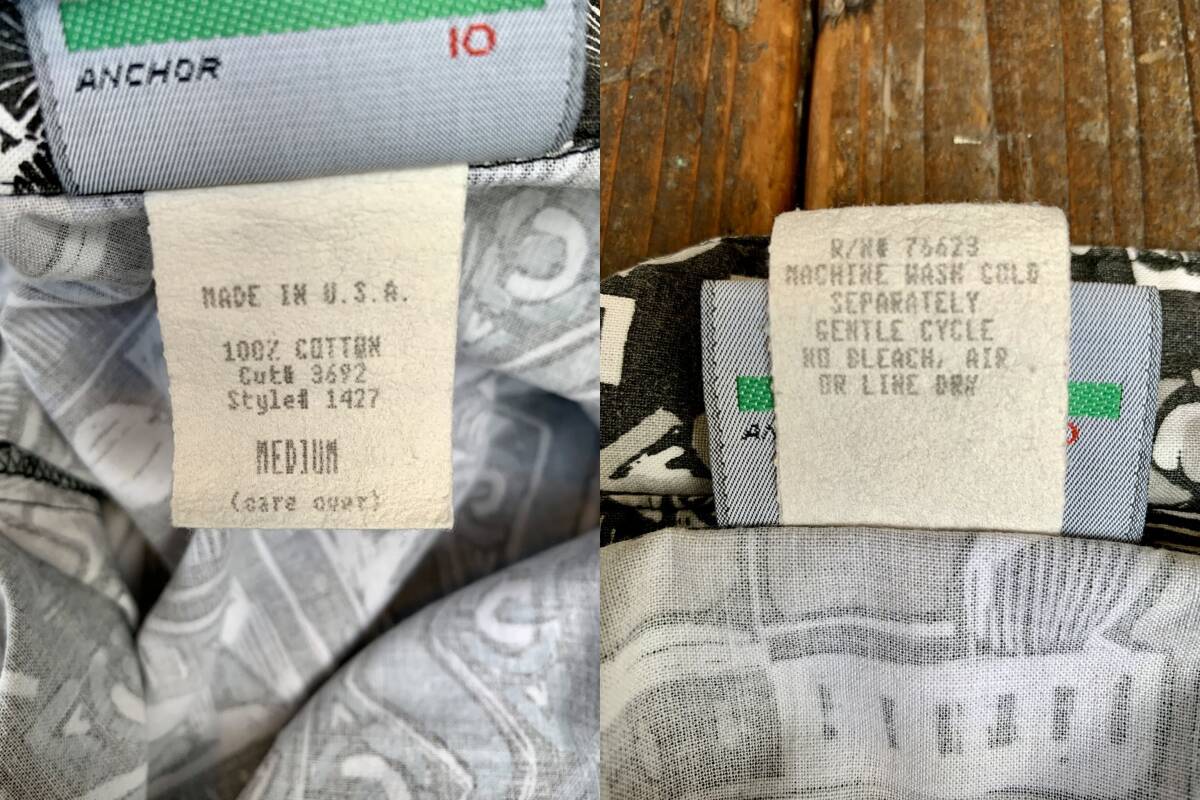 ANCHOR 10
MADE IN U.S.A.
100% COTTON
Cut# 3692
Style# 1427
MEDIUM
(care over)
R/N# 76623
MACHINE WASH COLD
SEPARATELY
GENTLE CYCLE
NO BLEACH, AIR
OR LINE DRY